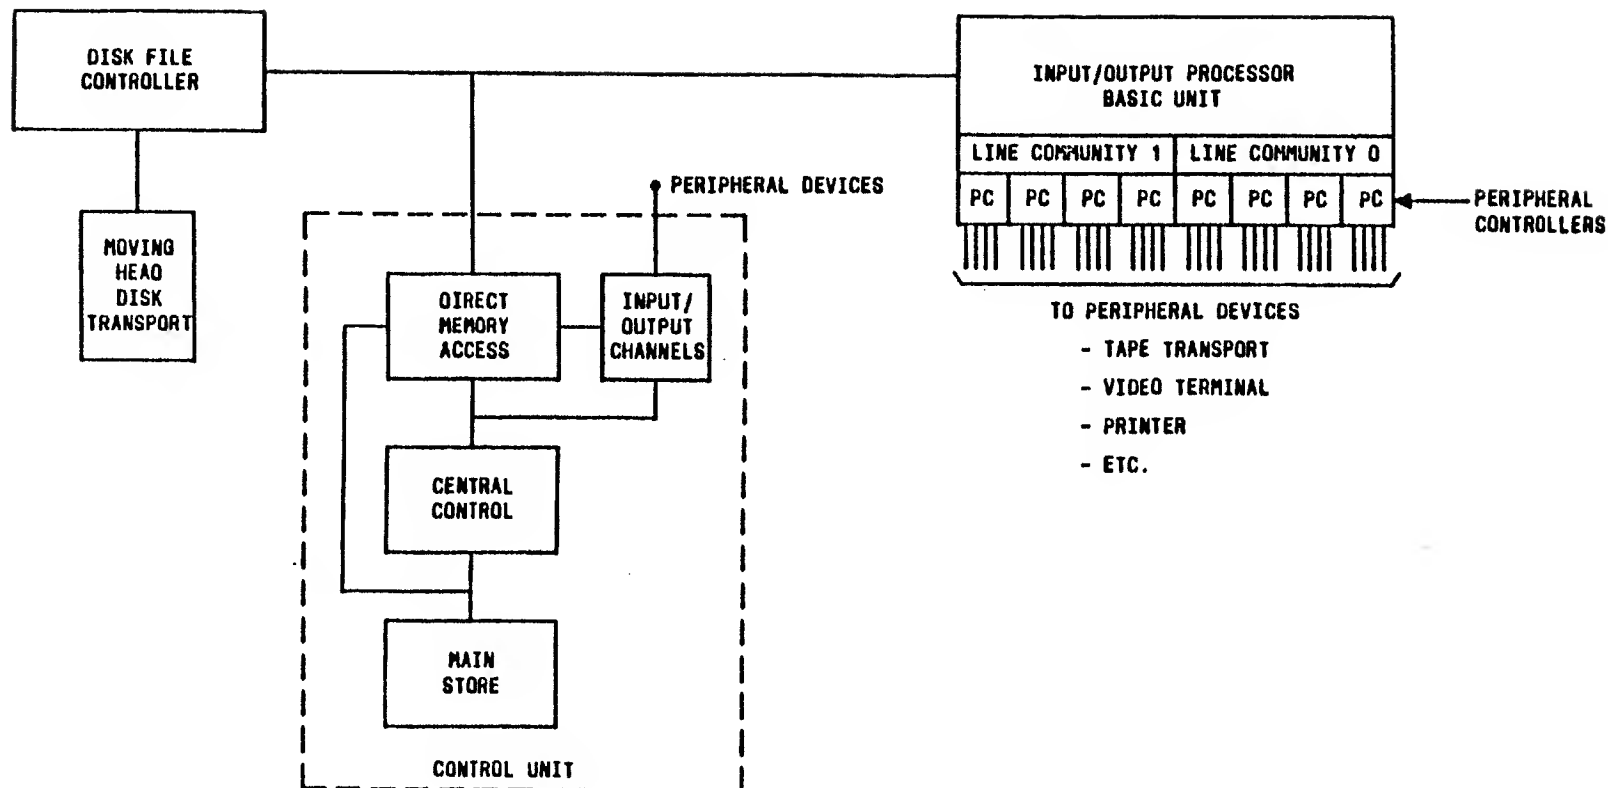 DISK FILE
CONTROLLER
MOVING
HEAD
DISK
TRANSPORT
INPUT/OUTPUT PROCESSOR
BASIC UNIT
LINE COMMUNITY 1
LINE COMMUNITY 0
PC PC PC PC PC PC PC PC
PERIPHERAL
CONTROLLERS
TO PERIPHERAL DEVICES
- TAPE TRANSPORT
- VIDEO TERMINAL
- PRINTER
- ETC.
PERIPHERAL DEVICES
DIRECT
MEMORY
ACCESS
INPUT/
OUTPUT
CHANNELS
CENTRAL
CONTROL
MAIN
STORE
CONTROL UNIT